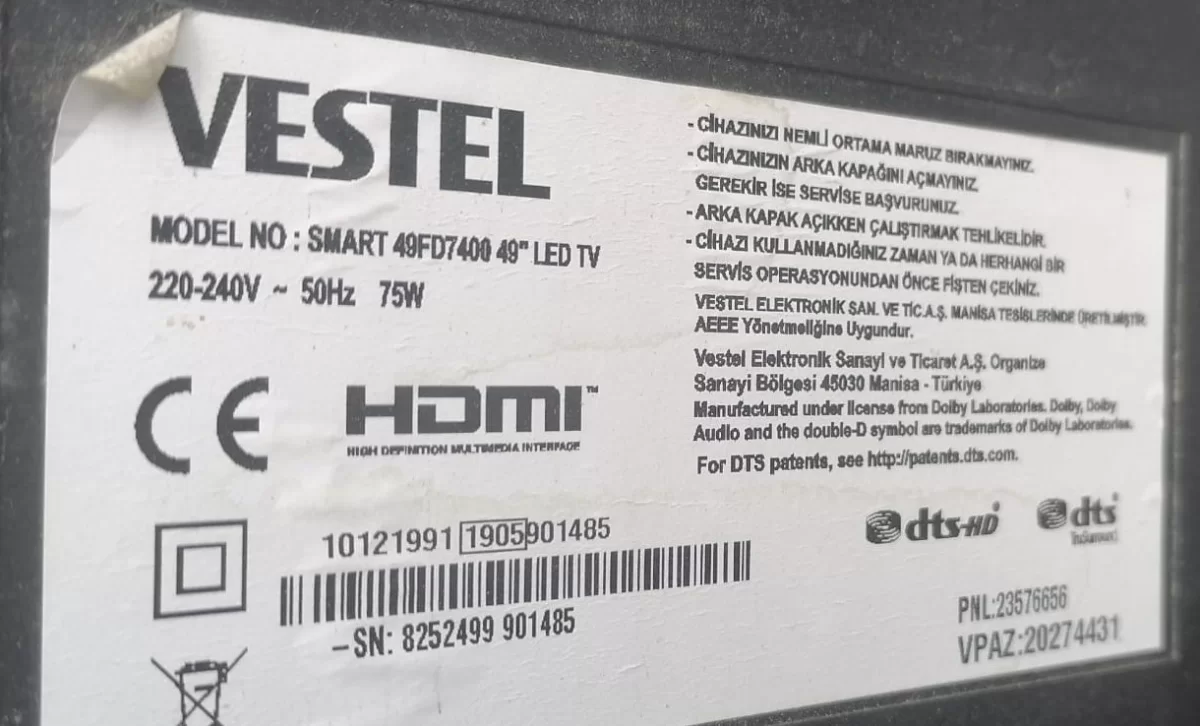 VESTEL
MODEL NO : SMART 49FD7400 49" LED TV
220-240V ~ 50Hz 75W
CE
HDMI™
HIGH DEFINITION MULTIMEDIA INTERFACE
10121991 1905 901485
-SN: 8252499 901485
- CİHAZINIZI NEMLİ ORTAMA MARUZ BIRAKMAYINIZ.
- CİHAZINIZIN ARKA KAPAĞINI AÇMAYINIZ.
GEREKİR İSE SERVİSE BAŞVURUNUZ.
- ARKA KAPAK AÇIKKEN ÇALIŞTIRMAK TEHLİKELİDİR.
- CİHAZI KULLANMADIĞINIZ ZAMAN YA DA HERHANGİ BİR
SERVİS OPERASYONUNDAN ÖNCE FİŞTEN ÇEKİNİZ.
VESTEL ELEKTRONİK SAN. VE TİC.A.Ş. MANİSA TESİSLERİNDE ÜRETİLMİŞTİR.
AEEE Yönetmeliğine Uygundur.
Vestel Elektronik Sanayi ve Ticaret A.Ş. Organize
Sanayi Bölgesi 45030 Manisa - Türkiye
Manufactured under license from Dolby Laboratories. Dolby, Dolby
Audio and the double-D symbol are trademarks of Dolby Laboratories.
For DTS patents, see http://patents.dts.com.
dts-HD
dts
TruSurround
PNL:23576656
VPAZ:20274431